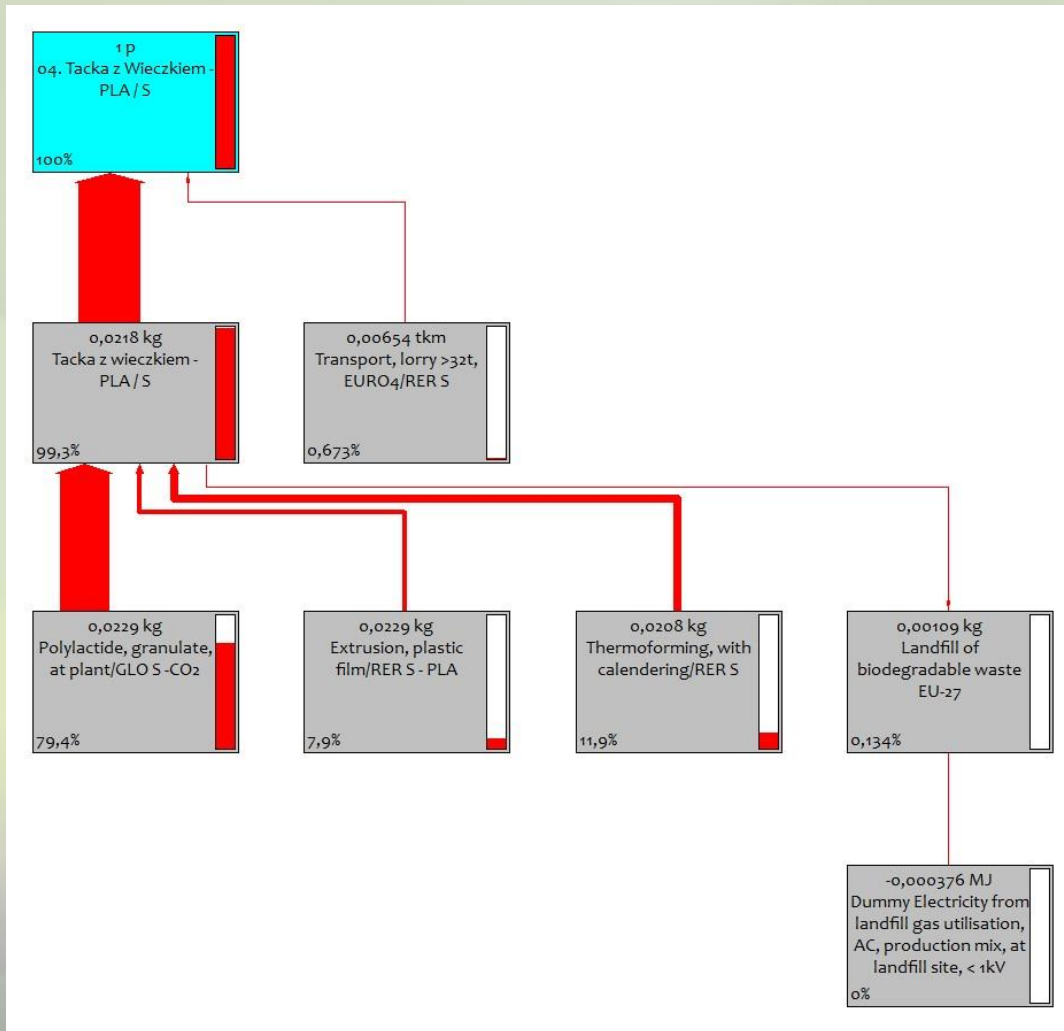 1 p
04. Tacka z Wieczkiem -
PLA / S
100%
0,0218 kg
Tacka z wieczkiem -
PLA / S
99,3%
0,00654 tkm
Transport, lorry >32t,
EURO4/RER S
0,673%
0,0229 kg
Polylactide, granulate,
at plant/GLO S -CO2
79,4%
0,0229 kg
Extrusion, plastic
film/RER S - PLA
7,9%
0,0208 kg
Thermoforming, with
calendering/RER S
11,9%
0,00109 kg
Landfill of
biodegradable waste
EU-27
0,134%
-0,000376 MJ
Dummy Electricity from
landfill gas utilisation,
AC, production mix, at
landfill site, < 1kV
0%